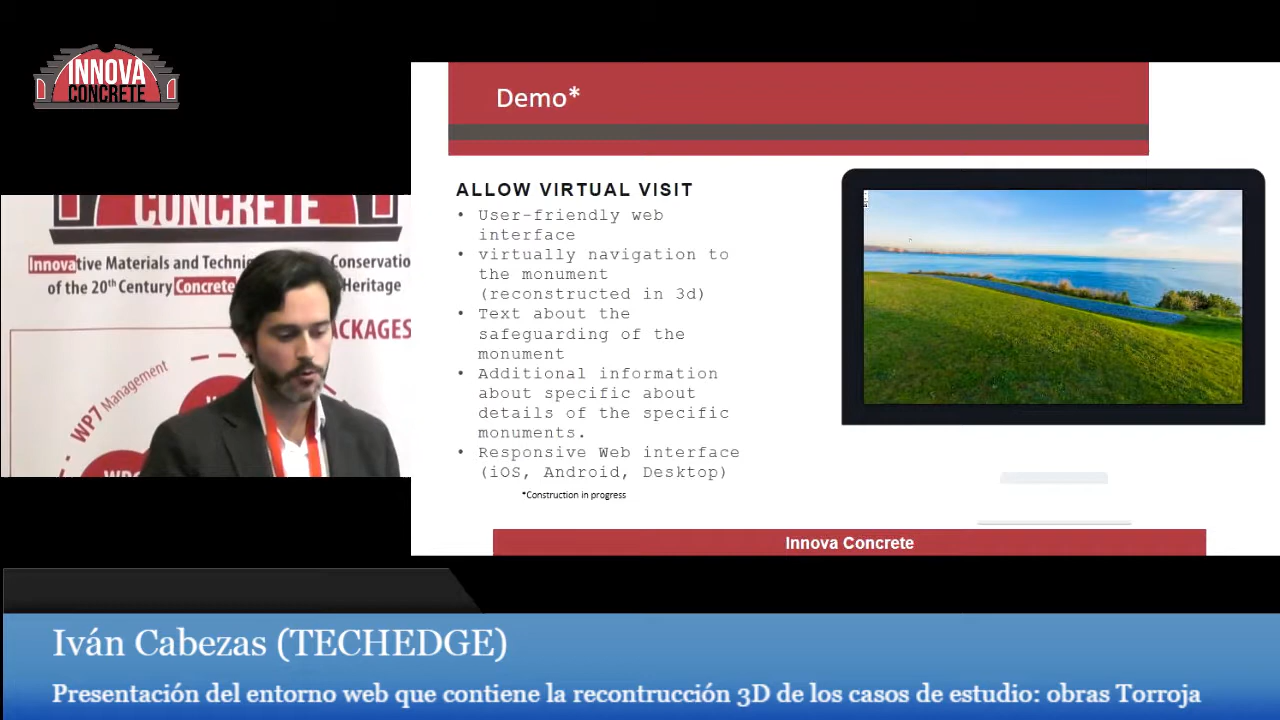 INNOVA
CONCRETE
Demo*
ALLOW VIRTUAL VISIT
• User-friendly web
interface
• virtually navigation to
the monument
(reconstructed in 3d)
• Text about the
safeguarding of the
monument
• Additional information
about specific about
details of the specific
monuments.
• Responsive Web interface
(iOS, Android, Desktop)
*Construction in progress
Innova Concrete
CONCRETE
Innovative Materials and Techni Conservatio
of the 20th Century Concrete Heritage
ACKAGES
WP7 Management
Iván Cabezas (TECHEDGE)
Presentación del entorno web que contiene la recontrucción 3D de los casos de estudio: obras Torroja